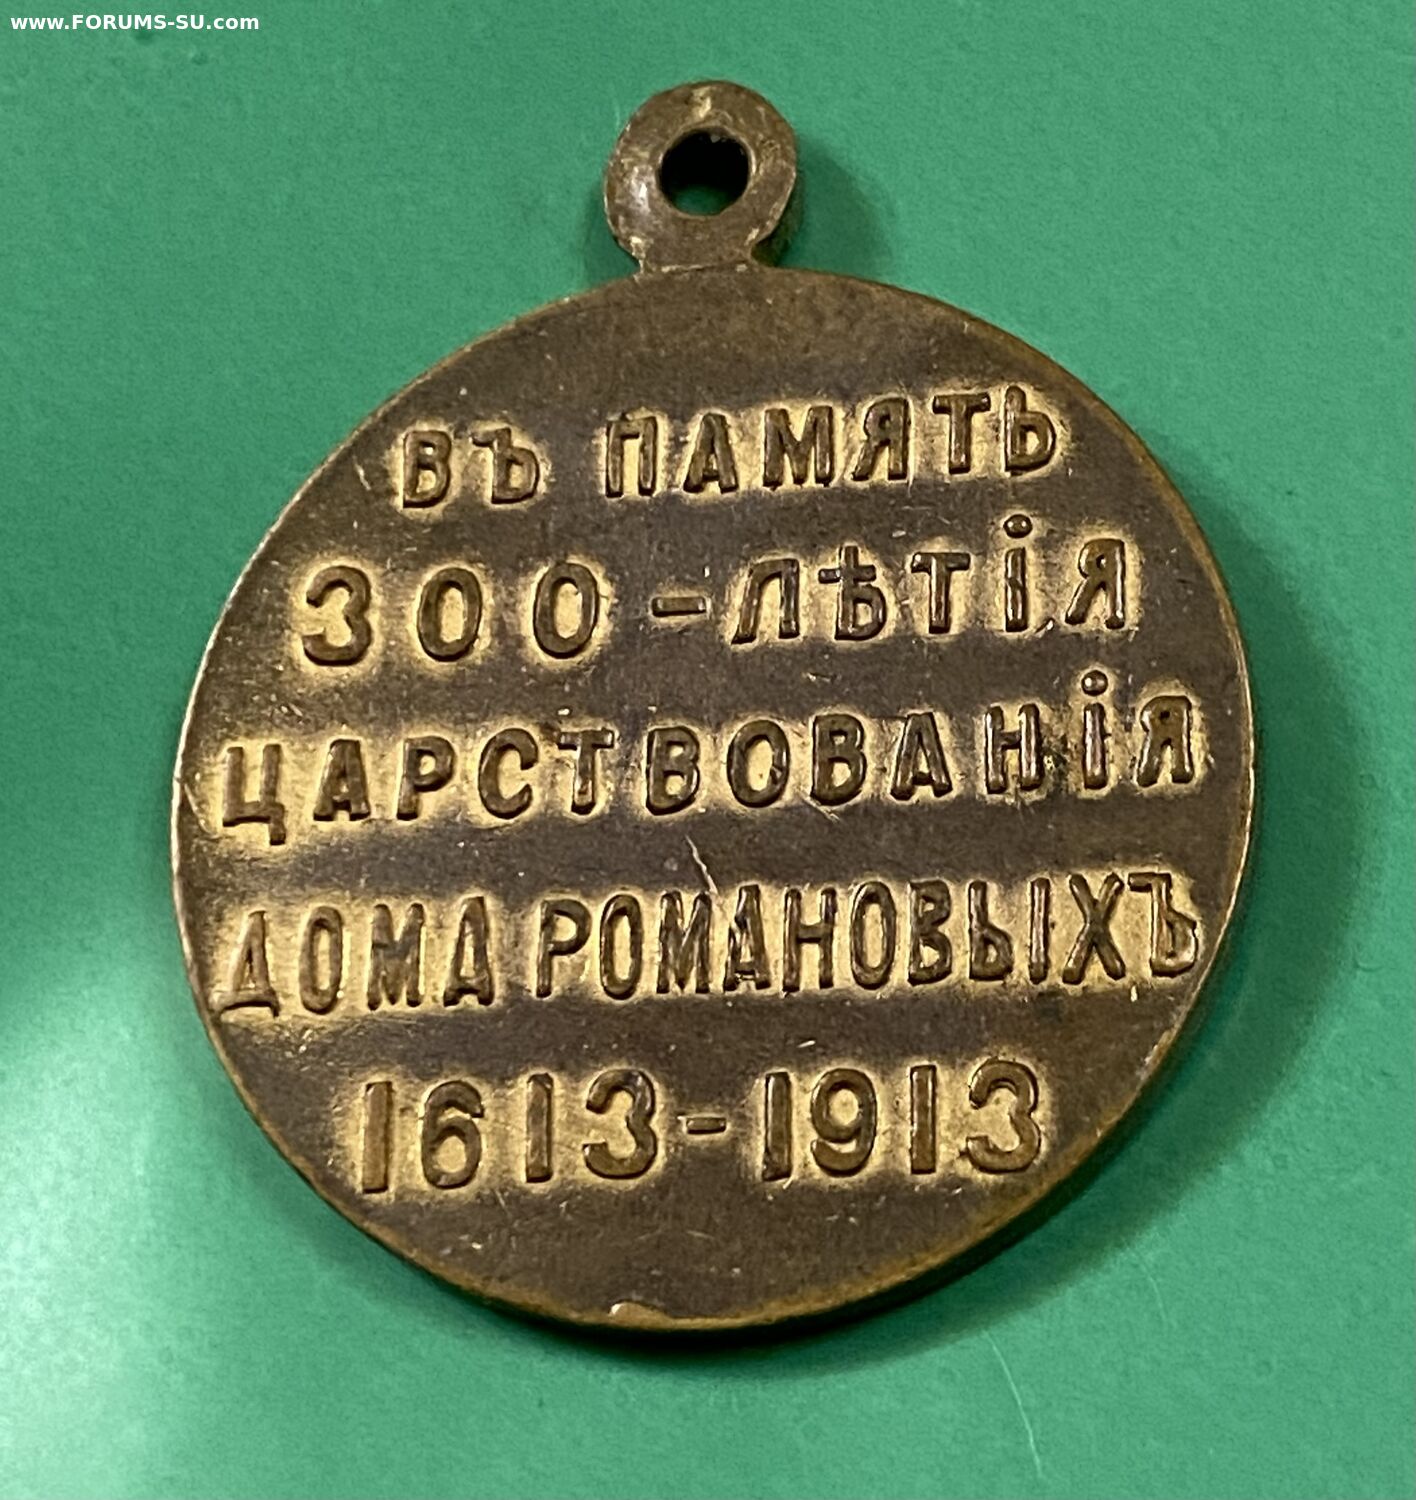 www.FORUMS-SU.com
ВЪ ПАМЯТЬ
300-ЛѢТІЯ
ЦАРСТВОВАНІЯ
ДОМА РОМАНОВЫХЪ
1613-1913